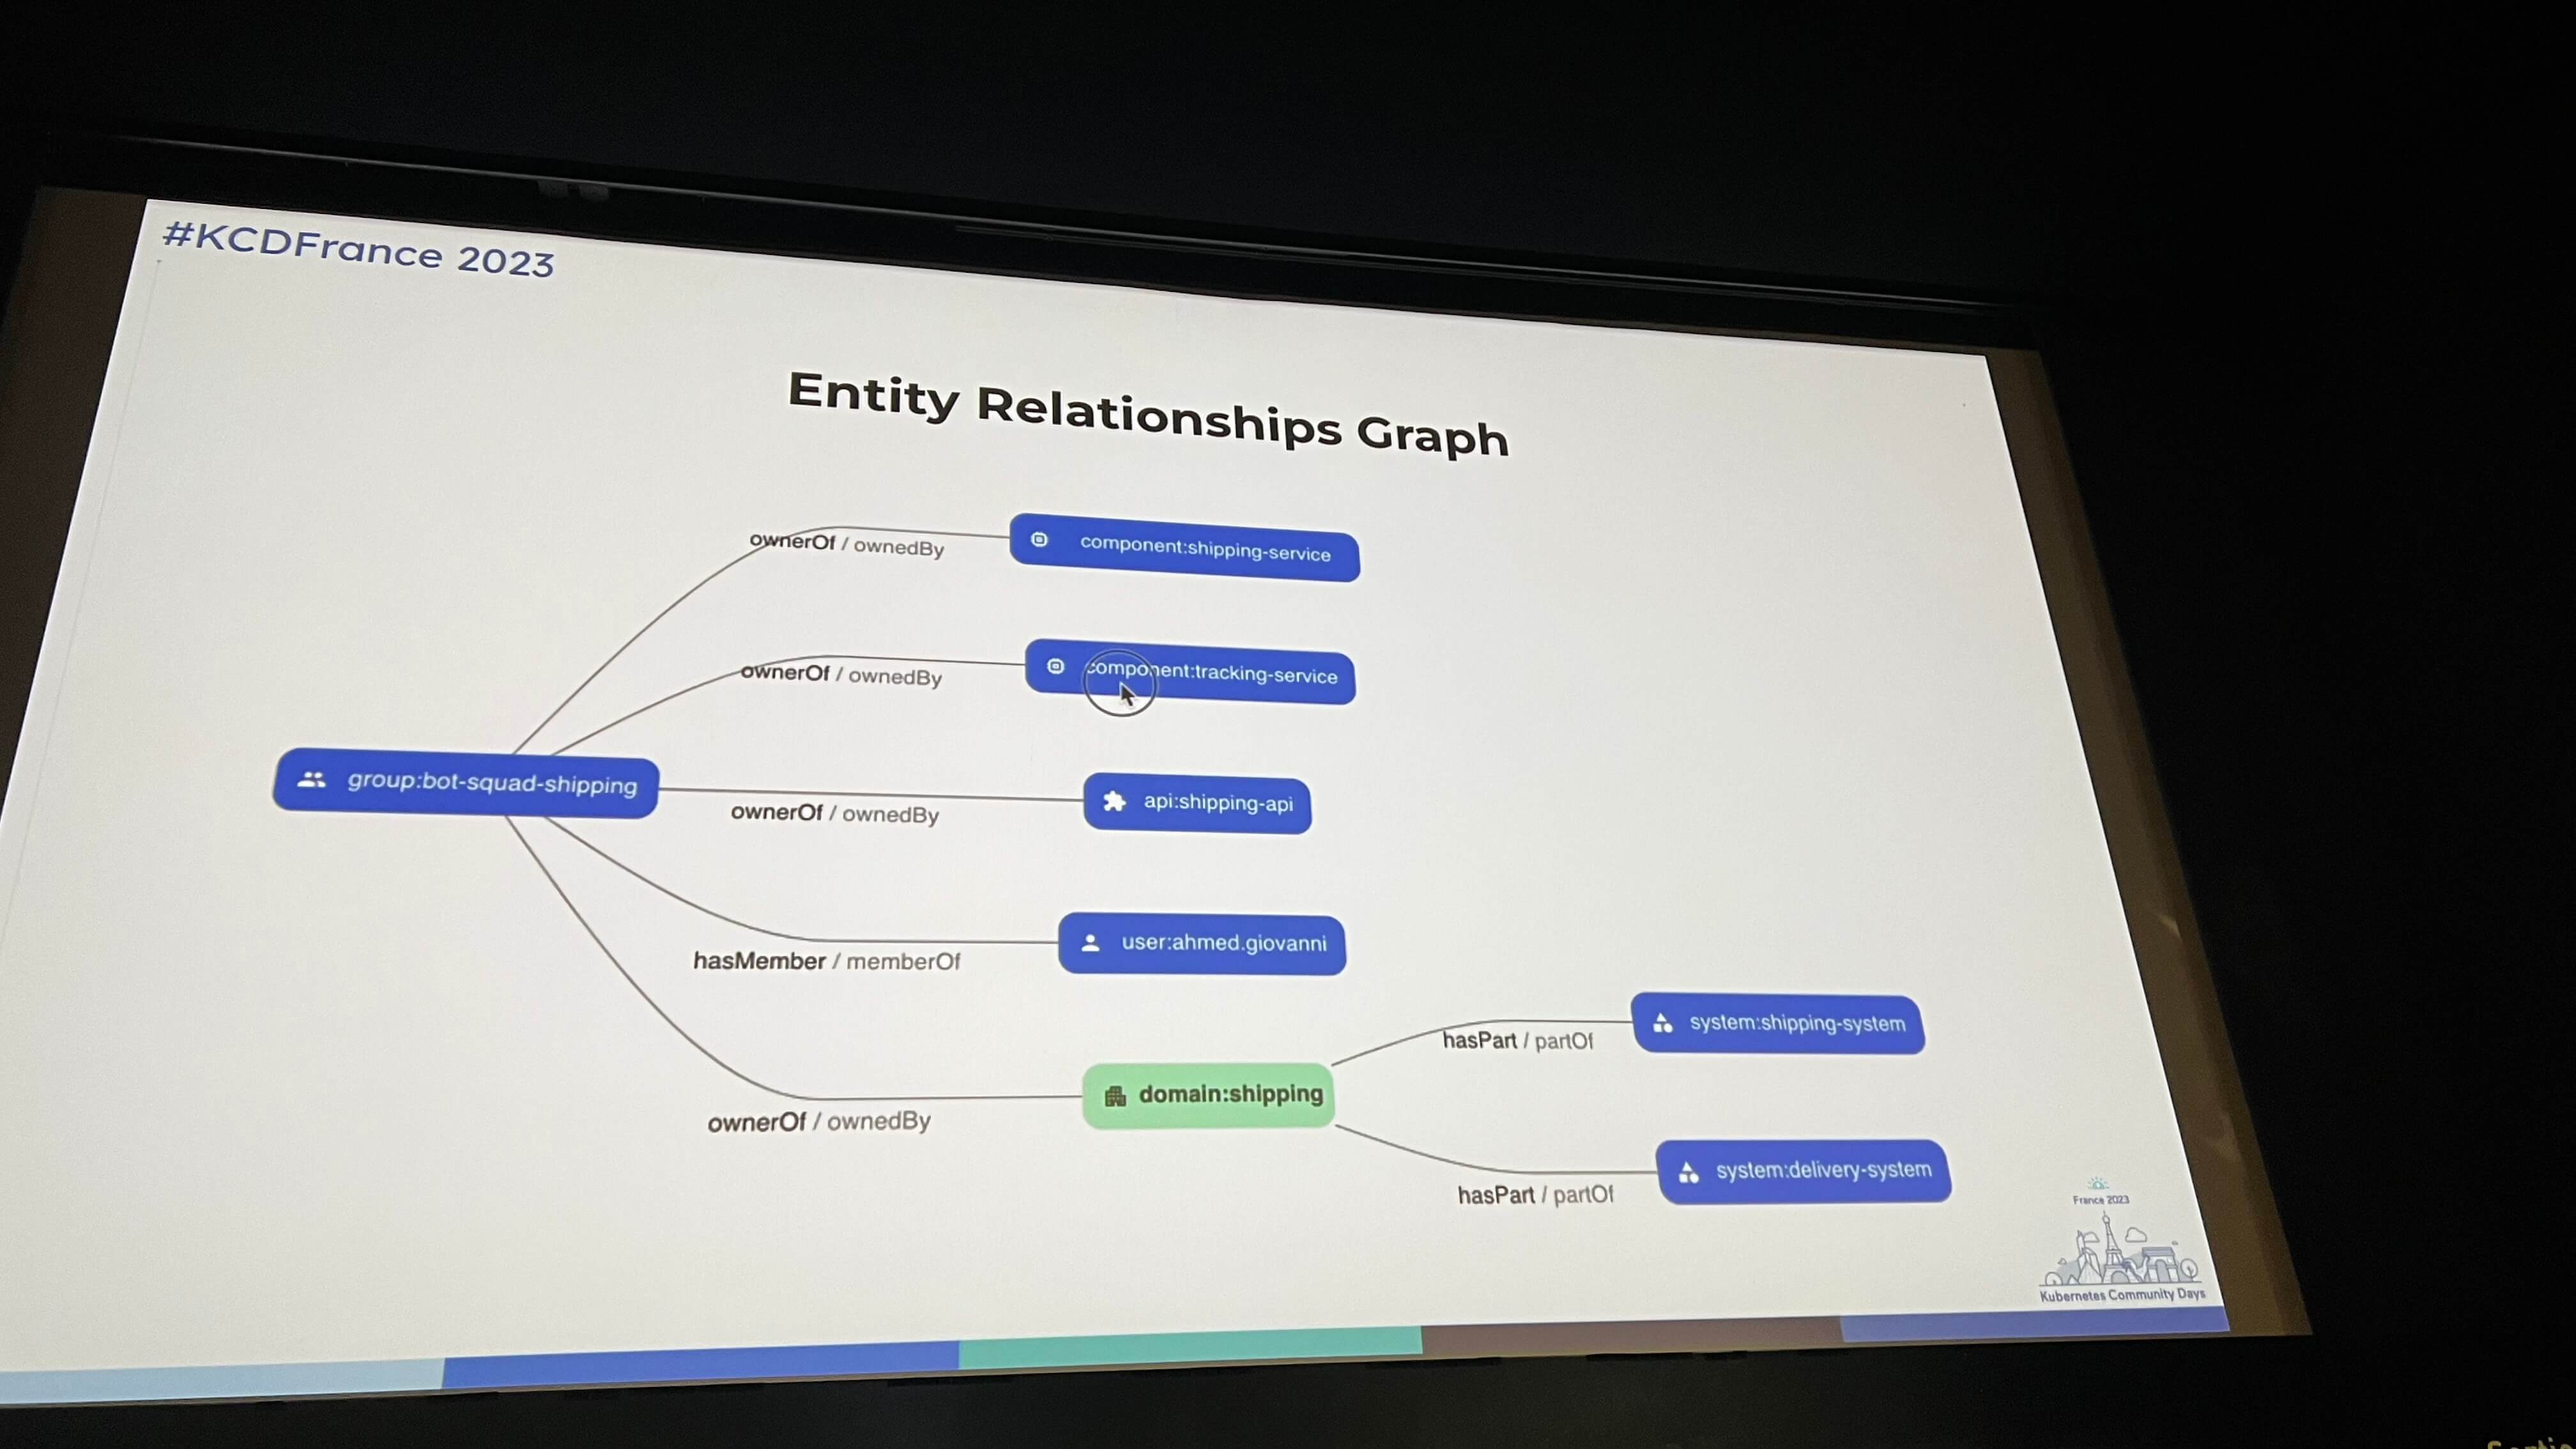 #KCDFrance 2023
Entity Relationships Graph
ownerOf / ownedBy
component:shipping-service
ownerOf / ownedBy
component:tracking-service
group:bot-squad-shipping
ownerOf / ownedBy
api:shipping-api
hasMember / memberOf
user:ahmed.giovanni
ownerOf / ownedBy
domain:shipping
hasPart / partOf
system:shipping-system
hasPart / partOf
system:delivery-system
France 2023
Kubernetes Community Days